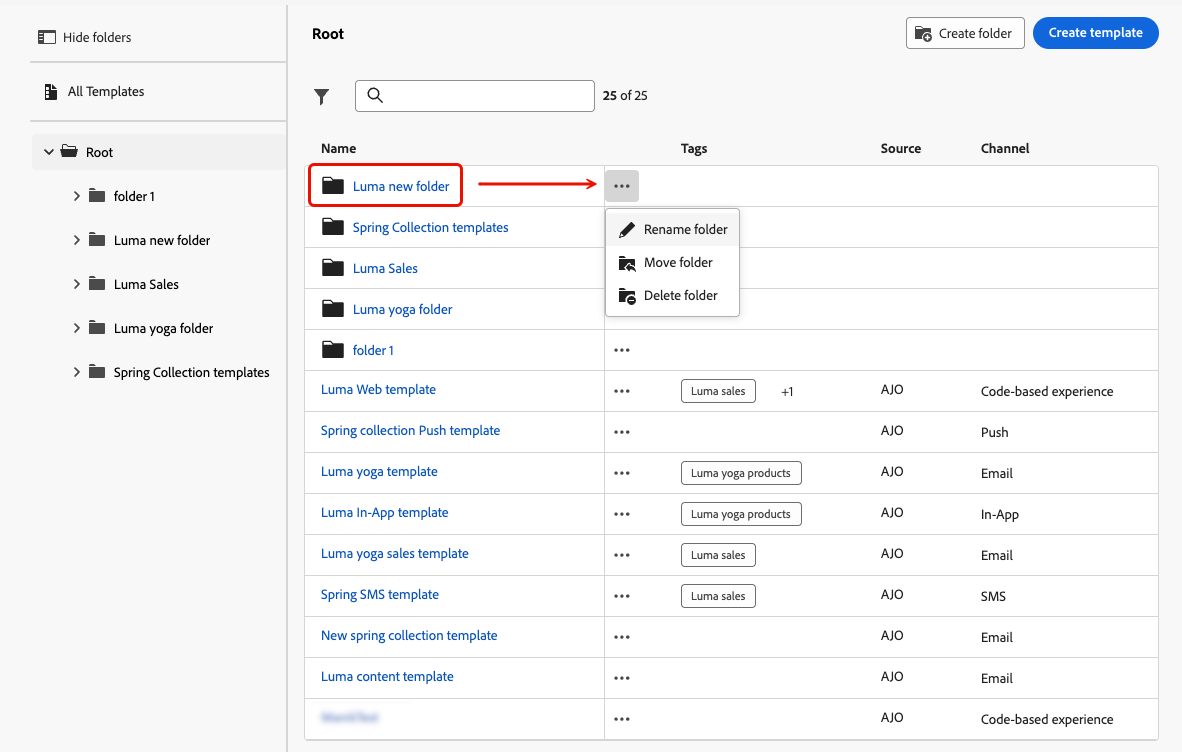 Hide folders
All Templates
Root
folder 1
Luma new folder
Luma Sales
Luma yoga folder
Spring Collection templates
Root
Create folder
Create template
25 of 25
Name Tags Source Channel
Luma new folder
Rename folder
Move folder
Delete folder
Spring Collection templates
Luma Sales
Luma yoga folder
folder 1
Luma Web template Luma sales +1 AJO Code-based experience
Spring collection Push template AJO Push
Luma yoga template Luma yoga products AJO Email
Luma In-App template Luma yoga products AJO In-App
Luma yoga sales template Luma sales AJO Email
Spring SMS template Luma sales AJO SMS
New spring collection template AJO Email
Luma content template AJO Email
AJO Code-based experience